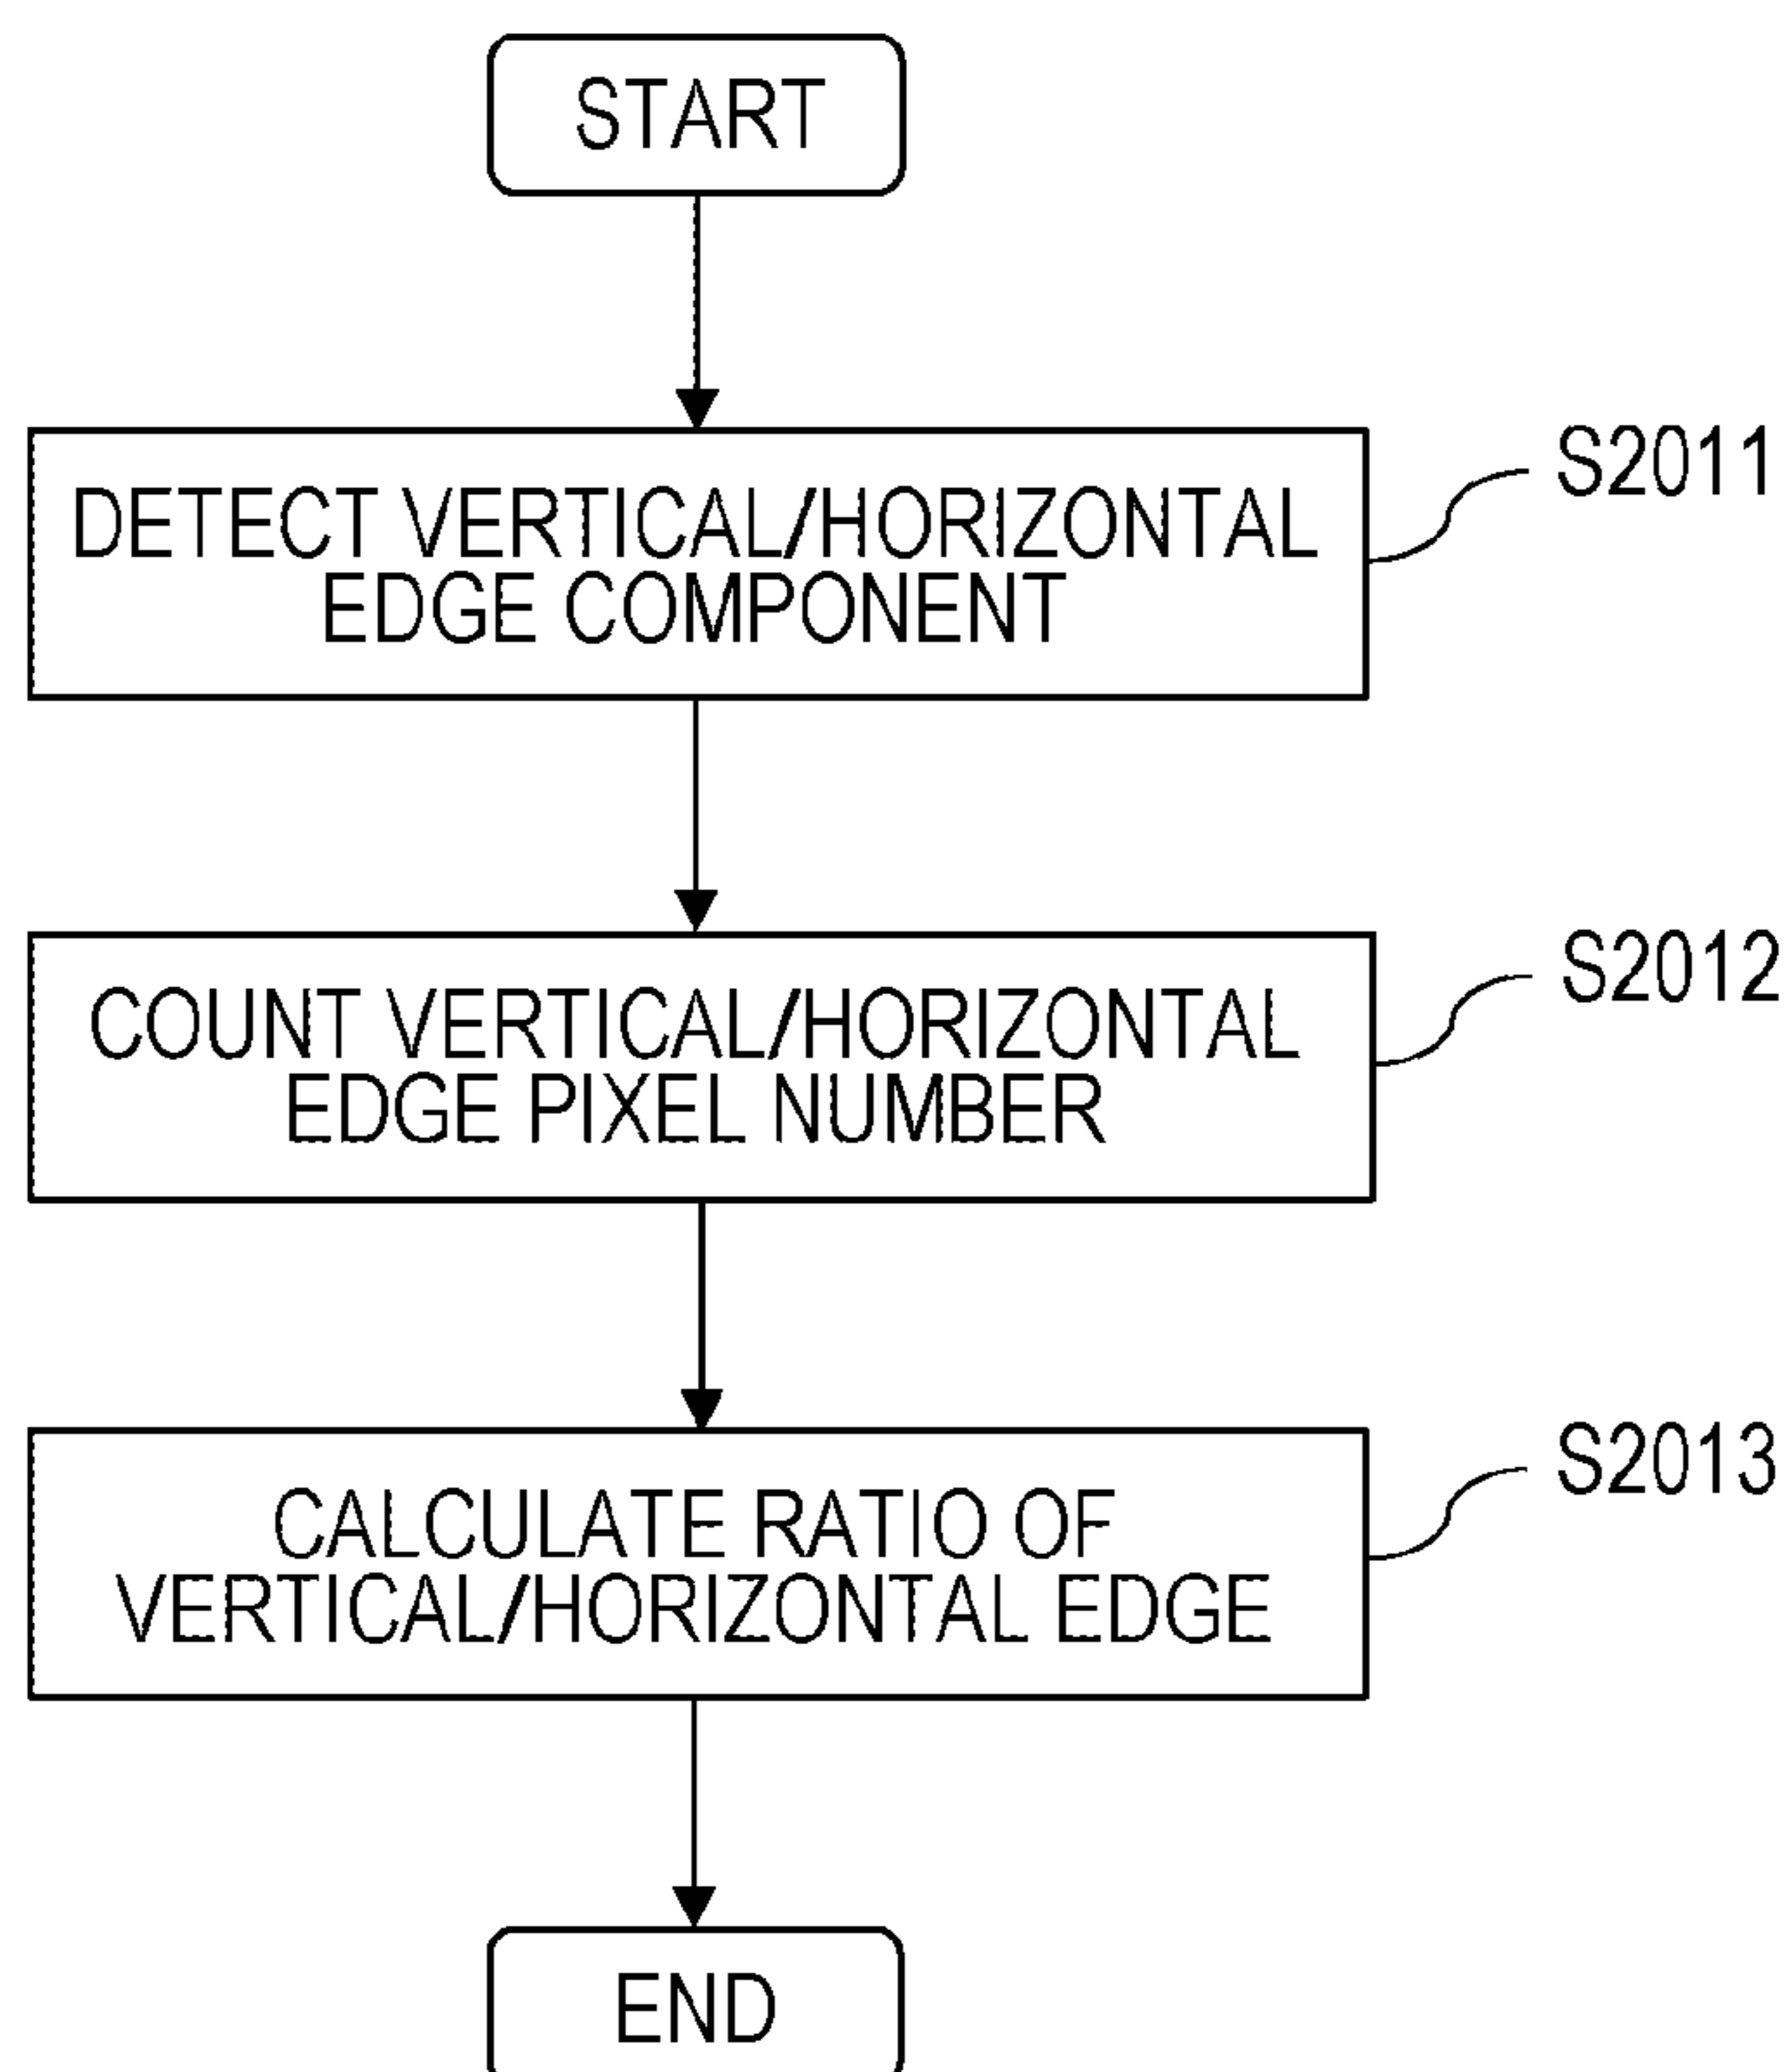 START
DETECT VERTICAL/HORIZONTAL
EDGE COMPONENT
S2011
COUNT VERTICAL/HORIZONTAL
EDGE PIXEL NUMBER
S2012
CALCULATE RATIO OF
VERTICAL/HORIZONTAL EDGE
S2013
END